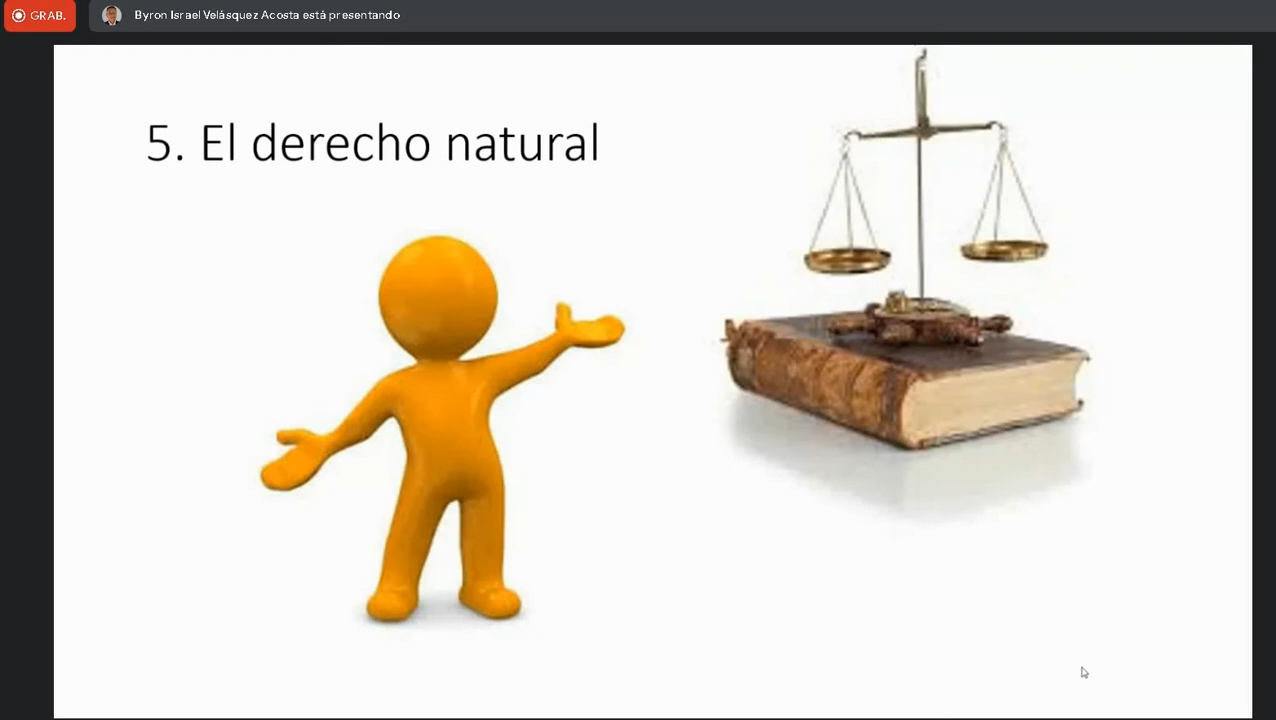 GRAB.
Byron Israel Velásquez Acosta está presentando
5. El derecho natural